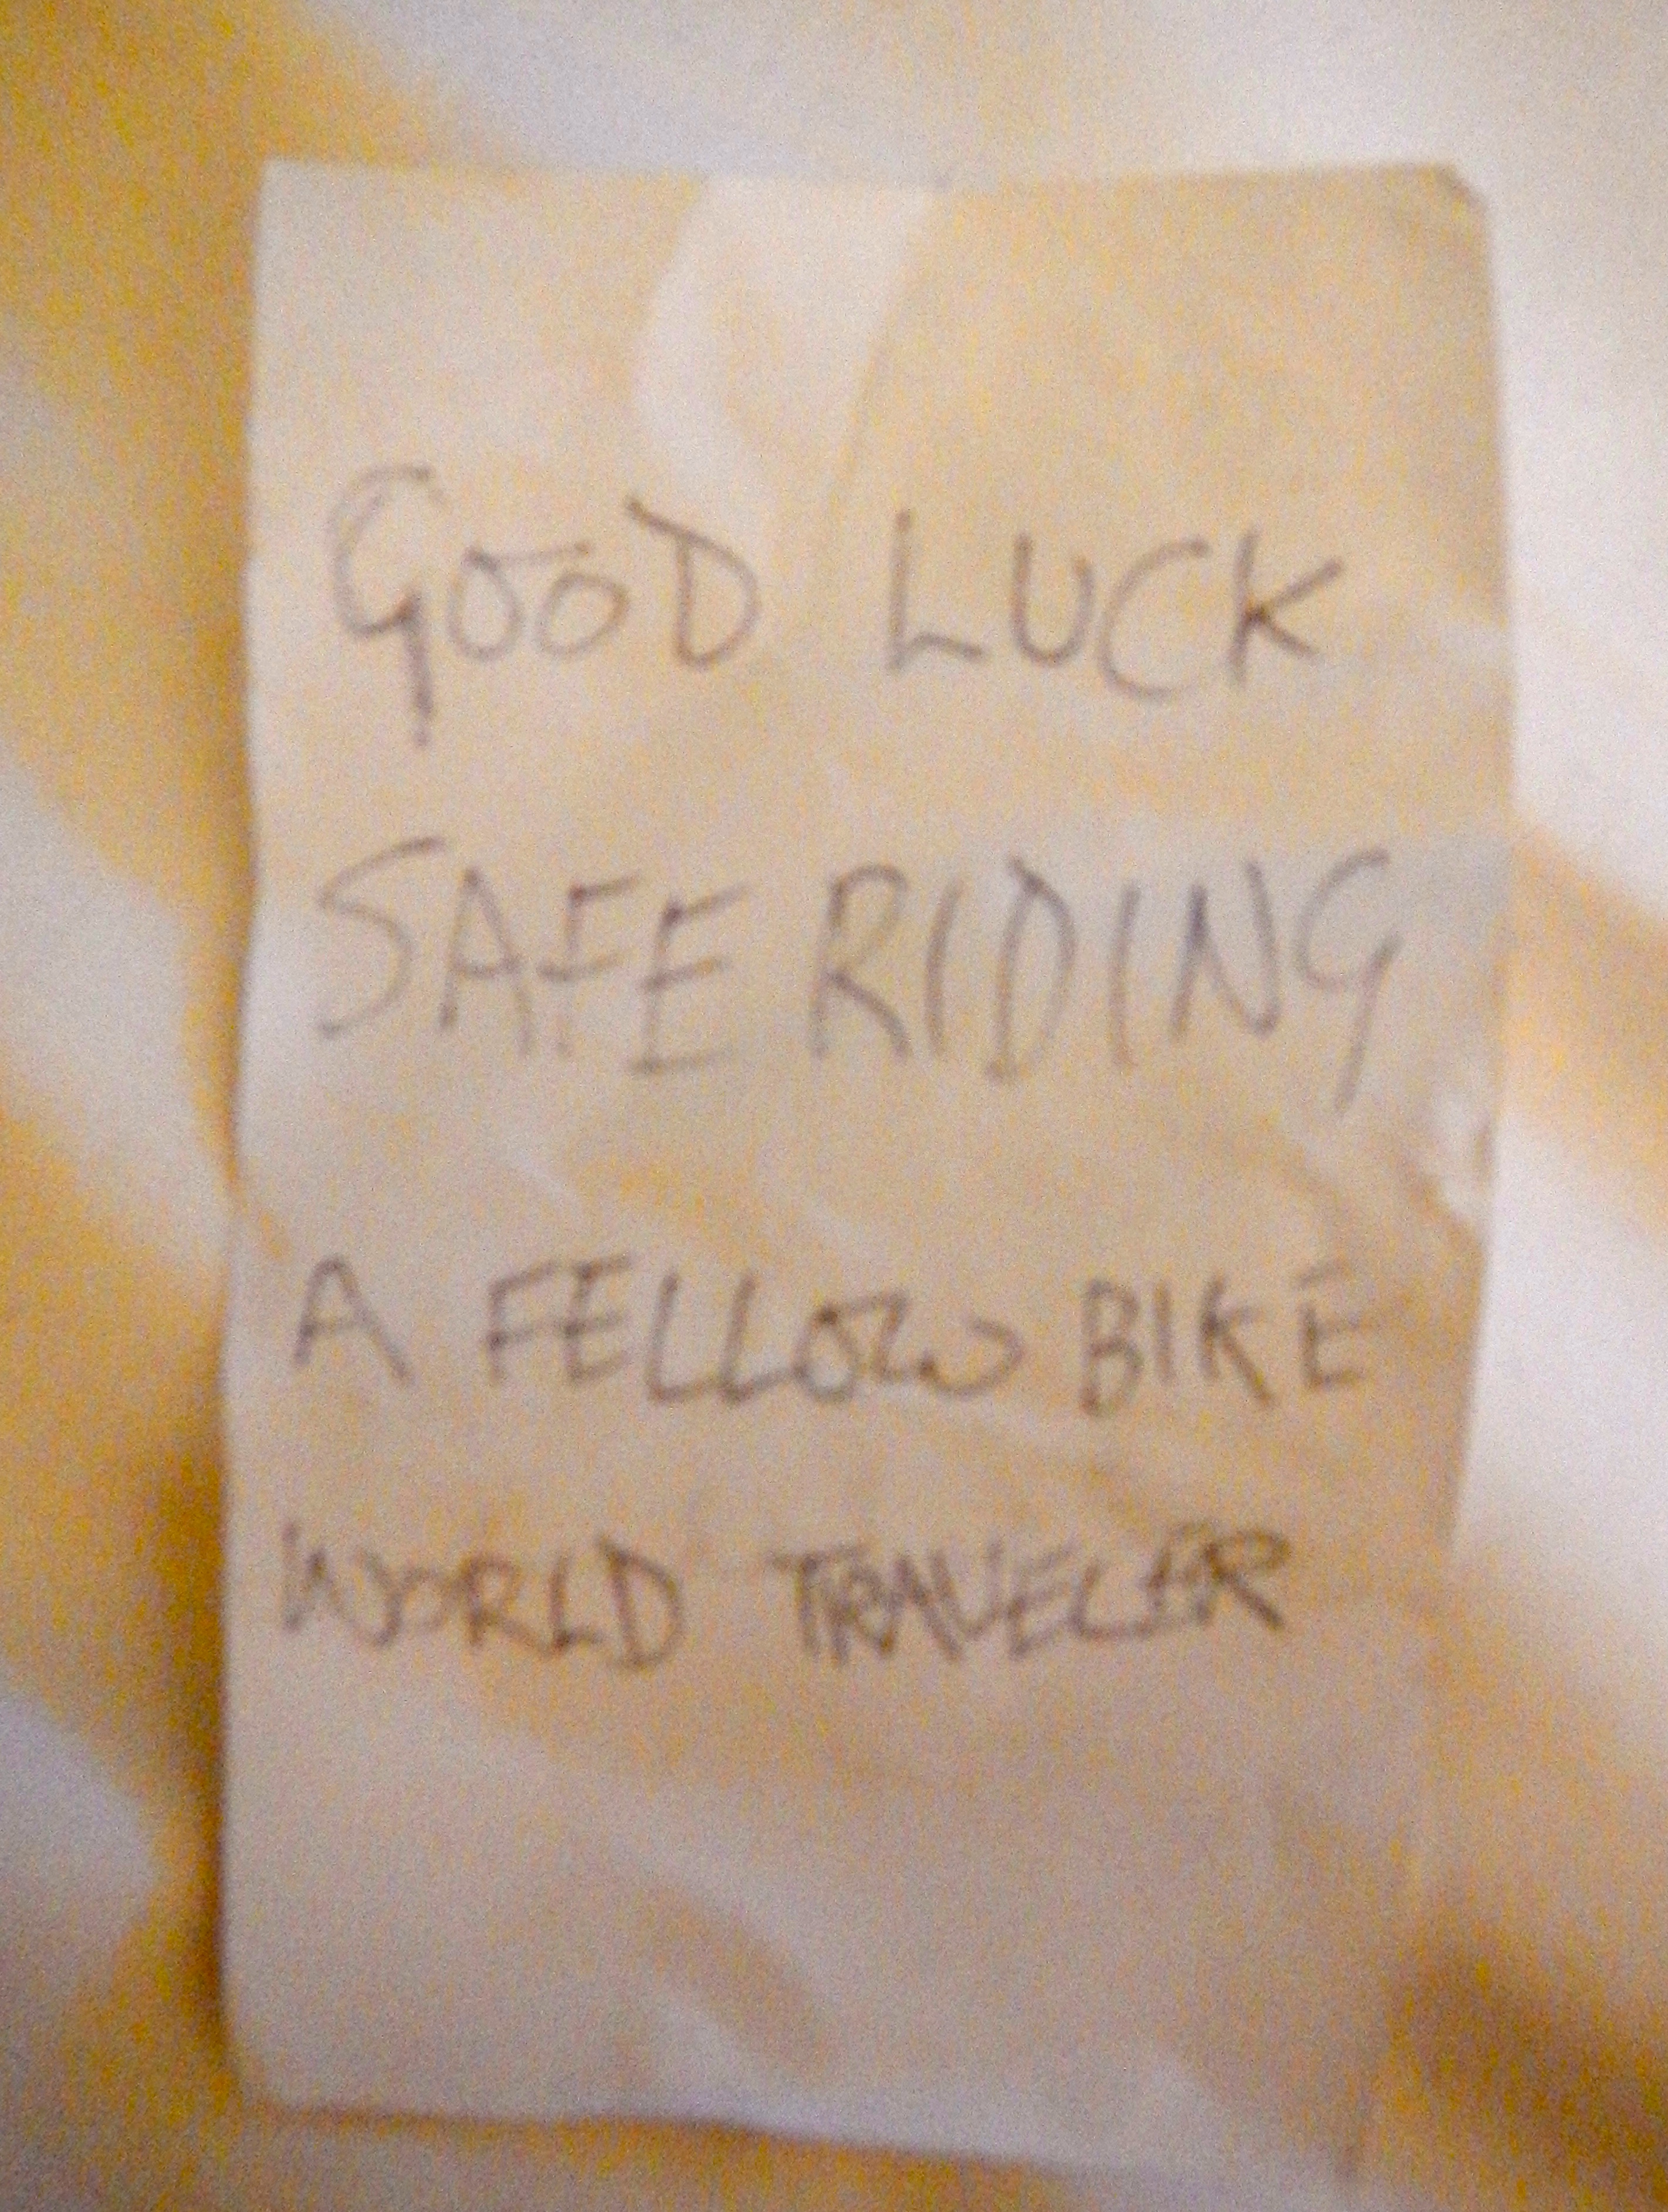 GOOD LUCK
SAFE RIDING
A FELLOW BIKE
WORLD TRAVELER